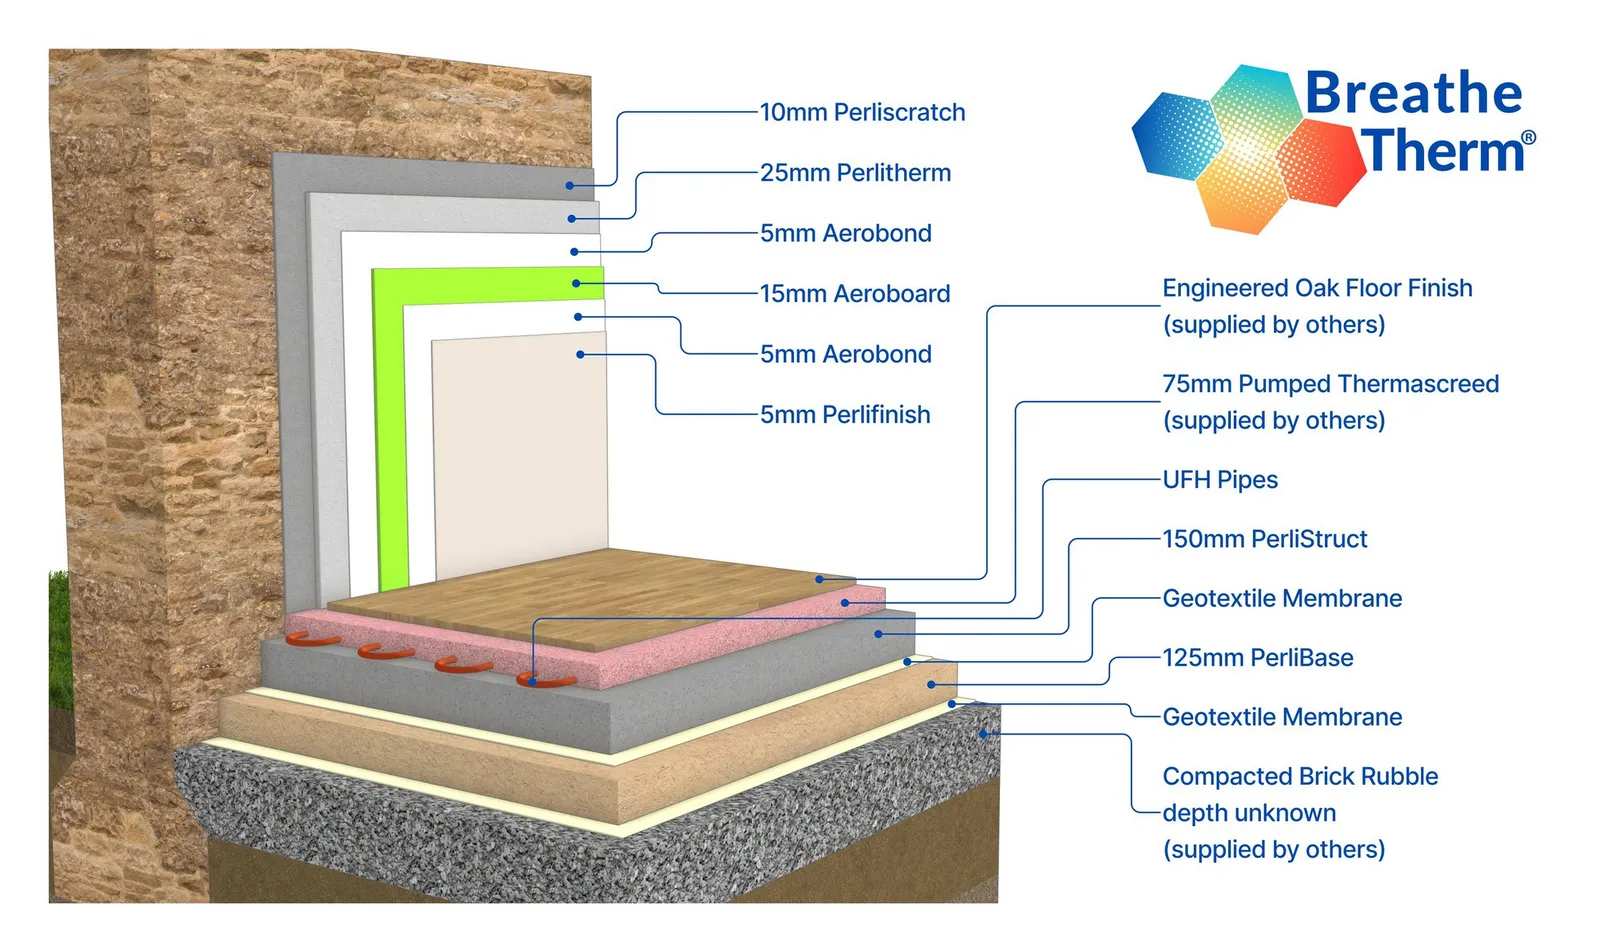 Breathe
Therm®
10mm Perliscratch
25mm Perlitherm
5mm Aerobond
15mm Aeroboard
5mm Aerobond
5mm Perlifinish
Engineered Oak Floor Finish
(supplied by others)
75mm Pumped Thermascreed
(supplied by others)
UFH Pipes
150mm PerliStruct
Geotextile Membrane
125mm PerliBase
Geotextile Membrane
Compacted Brick Rubble
depth unknown
(supplied by others)